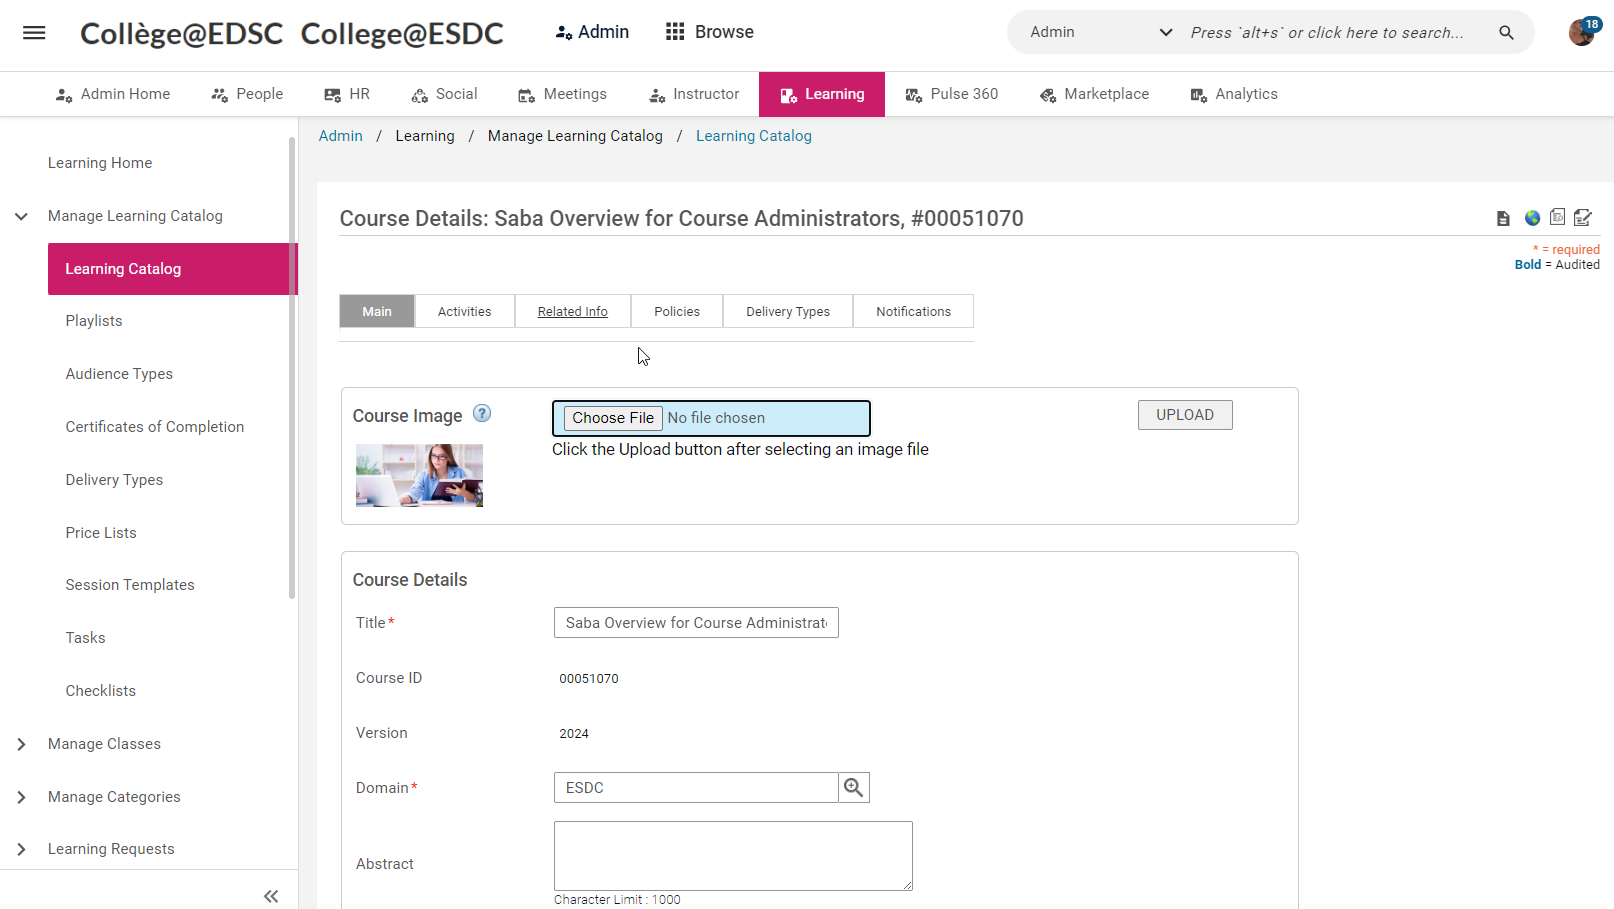 Collège@EDSC College@ESDC
Admin
Browse
Admin
Press `alt+s` or click here to search...
18
Admin Home
People
HR
Social
Meetings
Instructor
Learning
Pulse 360
Marketplace
Analytics
Learning Home
Manage Learning Catalog
Learning Catalog
Playlists
Audience Types
Certificates of Completion
Delivery Types
Price Lists
Session Templates
Tasks
Checklists
Manage Classes
Manage Categories
Learning Requests
Admin / Learning / Manage Learning Catalog / Learning Catalog
Course Details: Saba Overview for Course Administrators, #00051070
* = required
Bold = Audited
Main
Activities
Related Info
Policies
Delivery Types
Notifications
Course Image ?
Choose File No file chosen
UPLOAD
Click the Upload button after selecting an image file
Course Details
Title* Saba Overview for Course Administrat
Course ID 00051070
Version 2024
Domain* ESDC
Abstract
Character Limit : 1000